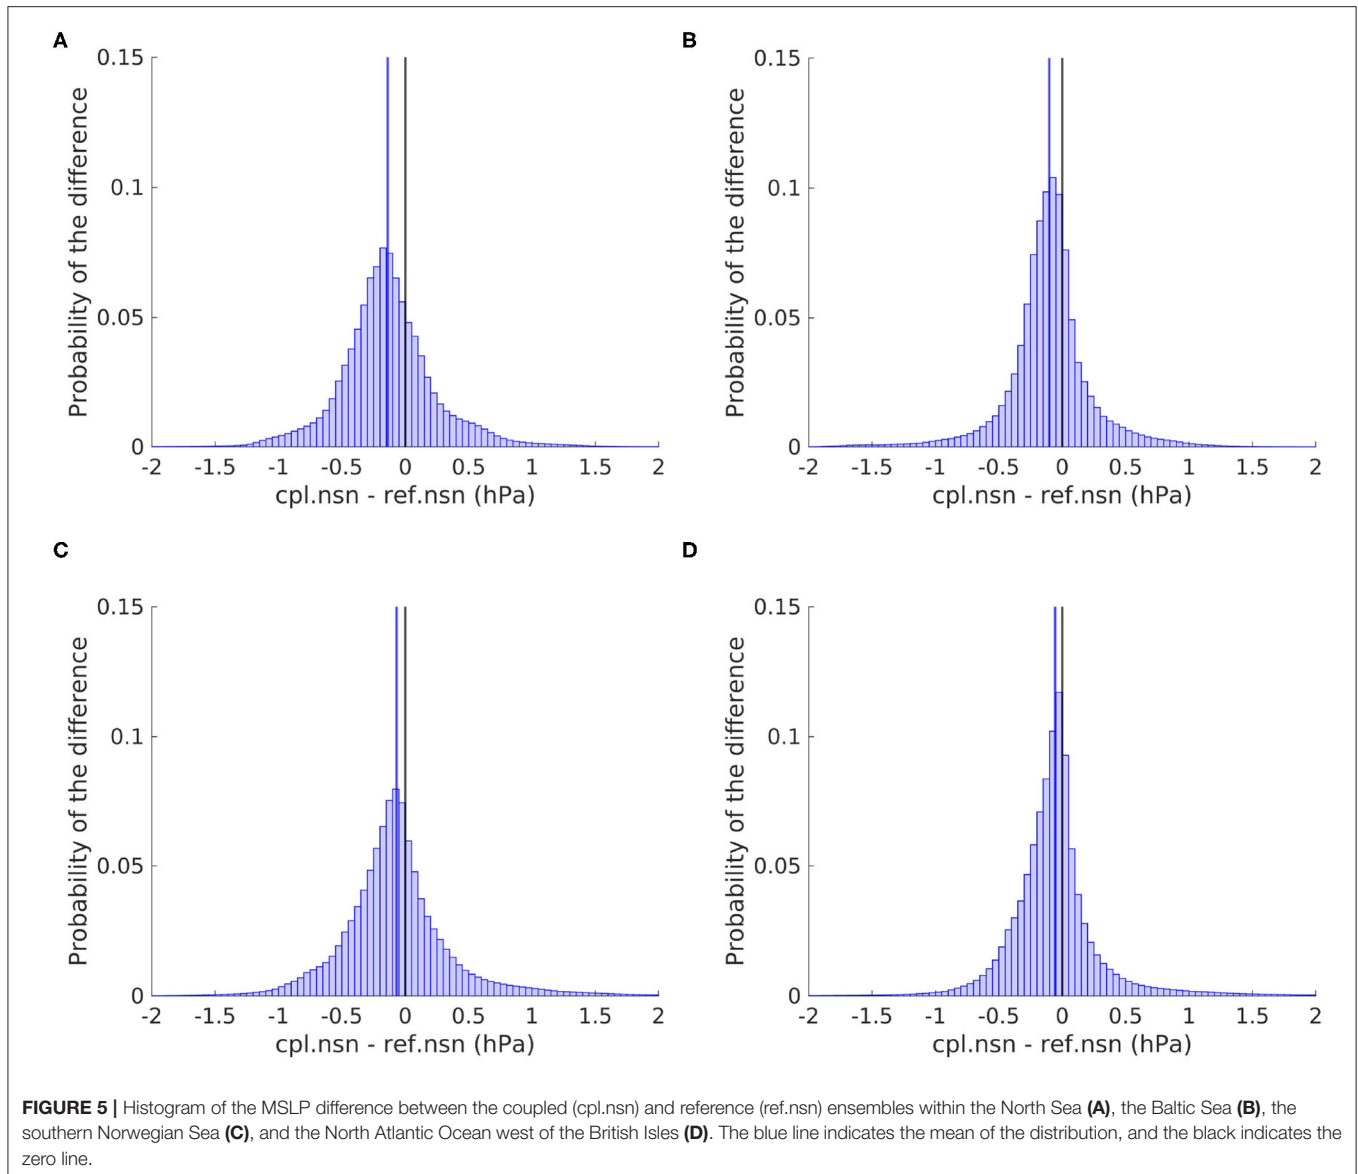 A
0.15
0.1
0.05
0
Probability of the difference
-2 -1.5 -1 -0.5 0 0.5 1 1.5 2
cpl.nsn - ref.nsn (hPa)
B
0.15
0.1
0.05
0
Probability of the difference
-2 -1.5 -1 -0.5 0 0.5 1 1.5 2
cpl.nsn - ref.nsn (hPa)
C
0.15
0.1
0.05
0
Probability of the difference
-2 -1.5 -1 -0.5 0 0.5 1 1.5 2
cpl.nsn - ref.nsn (hPa)
D
0.15
0.1
0.05
0
Probability of the difference
-2 -1.5 -1 -0.5 0 0.5 1 1.5 2
cpl.nsn - ref.nsn (hPa)
FIGURE 5 | Histogram of the MSLP difference between the coupled (cpl.nsn) and reference (ref.nsn) ensembles within the North Sea (A), the Baltic Sea (B), the
southern Norwegian Sea (C), and the North Atlantic Ocean west of the British Isles (D). The blue line indicates the mean of the distribution, and the black indicates the
zero line.